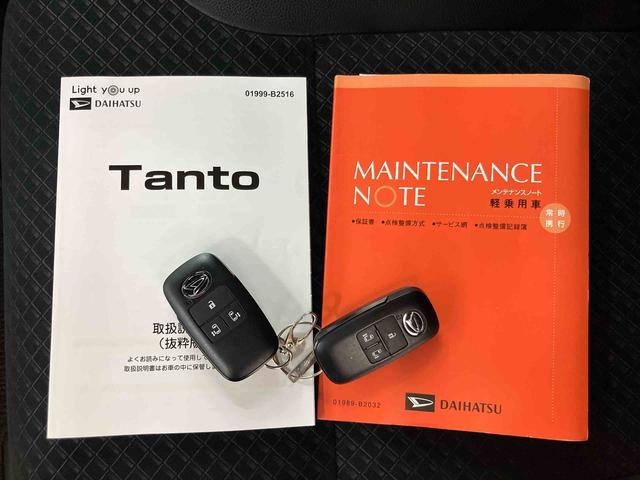 Light you up
DAIHATSU
01999-B2516
Tanto
取扱説
(抜粋版
よくお読みになって使用して
取扱説明書はお車の中に保管しま
MAINTENANCE
NOTE
メンテナンスノート
軽乗用車
常時
携行
●保証書 ●点検整備方式 ●サービス網 ●点検整備記録簿
01989-B2032
DAIHATSU